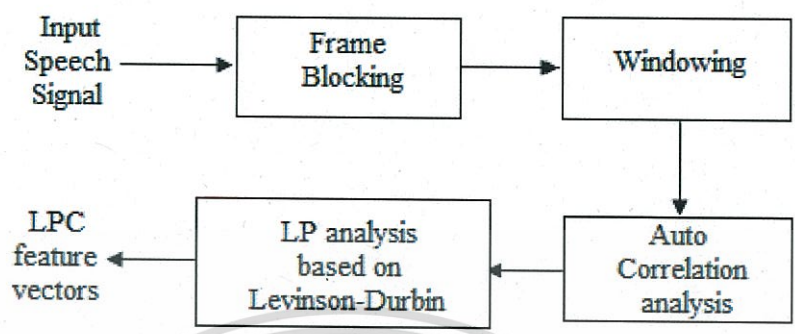 Input
Speech
Signal
Frame
Blocking
Windowing
Auto
Correlation
analysis
LP analysis
based on
Levinson-Durbin
LPC
feature
vectors